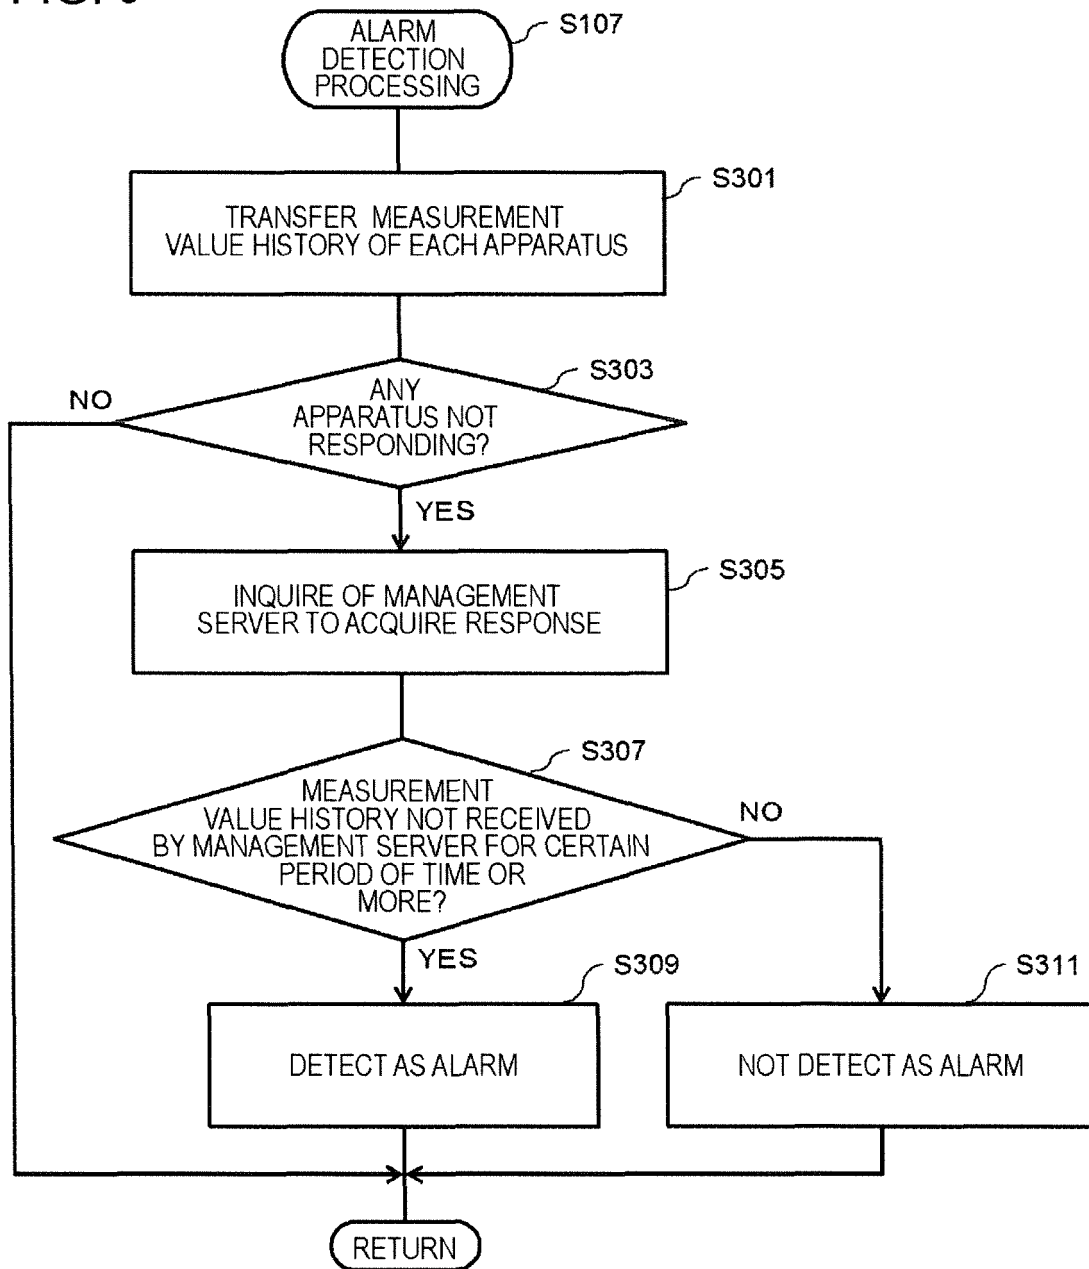 ALARM
DETECTION
PROCESSING
S107
TRANSFER MEASUREMENT
VALUE HISTORY OF EACH APPARATUS
S301
ANY
APPARATUS NOT
RESPONDING?
S303
NO
YES
INQUIRE OF MANAGEMENT
SERVER TO ACQUIRE RESPONSE
S305
MEASUREMENT
VALUE HISTORY NOT RECEIVED
BY MANAGEMENT SERVER FOR CERTAIN
PERIOD OF TIME OR
MORE?
S307
NO
YES
DETECT AS ALARM
S309
NOT DETECT AS ALARM
S311
RETURN